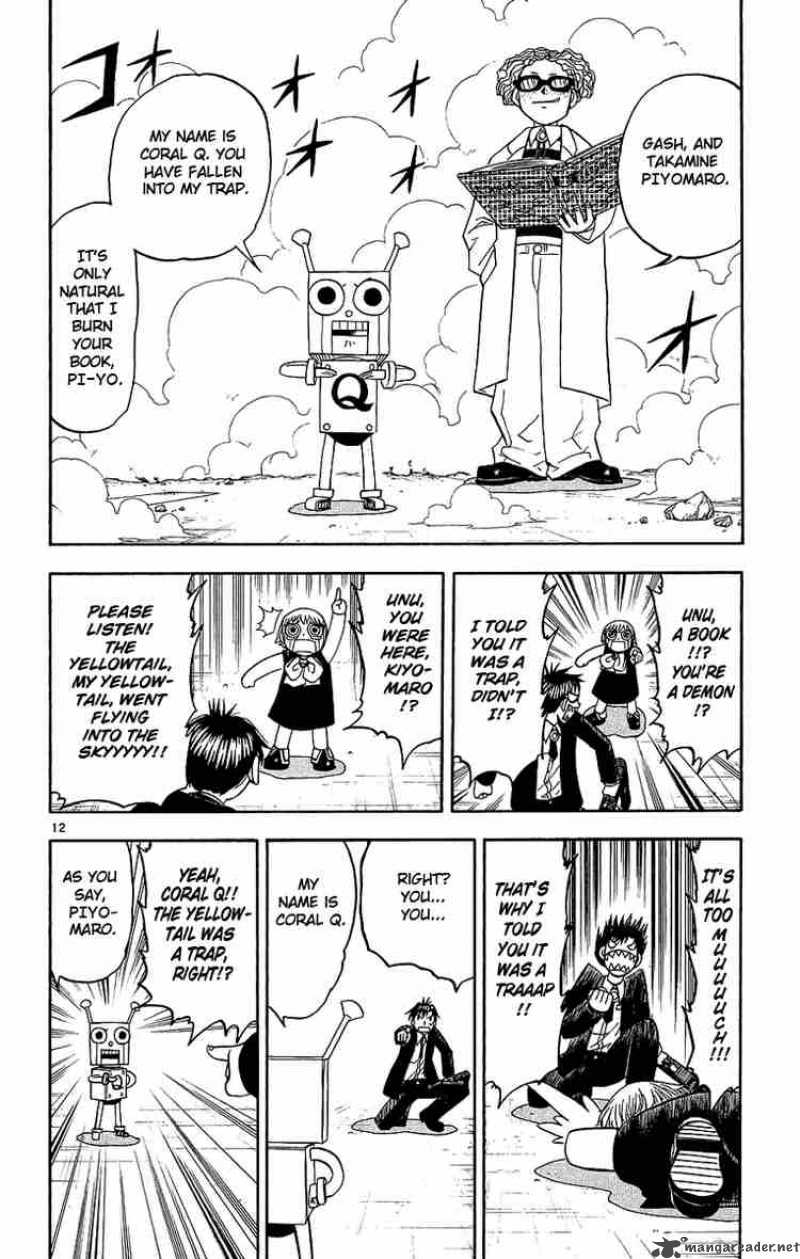 GASH, AND
TAKAMINE
PIYOMARO.
MY NAME IS
CORAL Q. YOU
HAVE FALLEN
INTO MY TRAP.
IT'S
ONLY
NATURAL
THAT I
BURN
YOUR
BOOK,
PI-YO.
ゴ
オ
オ
オ
オ
オ
オ
Q
UNU,
A BOOK
!!?
YOU'RE
A DEMON
!?
I TOLD
YOU IT
WAS A
TRAP,
DIDN'T
I!?
UNU,
YOU
WERE
HERE,
KIYO-
MARO
!?
PLEASE
LISTEN!
THE
YELLOWTAIL,
MY YELLOW-
TAIL, WENT
FLYING
INTO THE
SKYYYYY!!
12
IT'S
ALL
TOO
MUUUUUCH!!!
THAT'S
WHY I
TOLD
YOU IT
WAS A
TRAAAP
!!
RIGHT?
YOU...
YOU...
MY
NAME IS
CORAL Q.
YEAH,
CORAL Q!!
THE YELLOW-
TAIL WAS
A TRAP,
RIGHT!?
AS YOU
SAY,
PIYO-
MARO.
mangareader.net